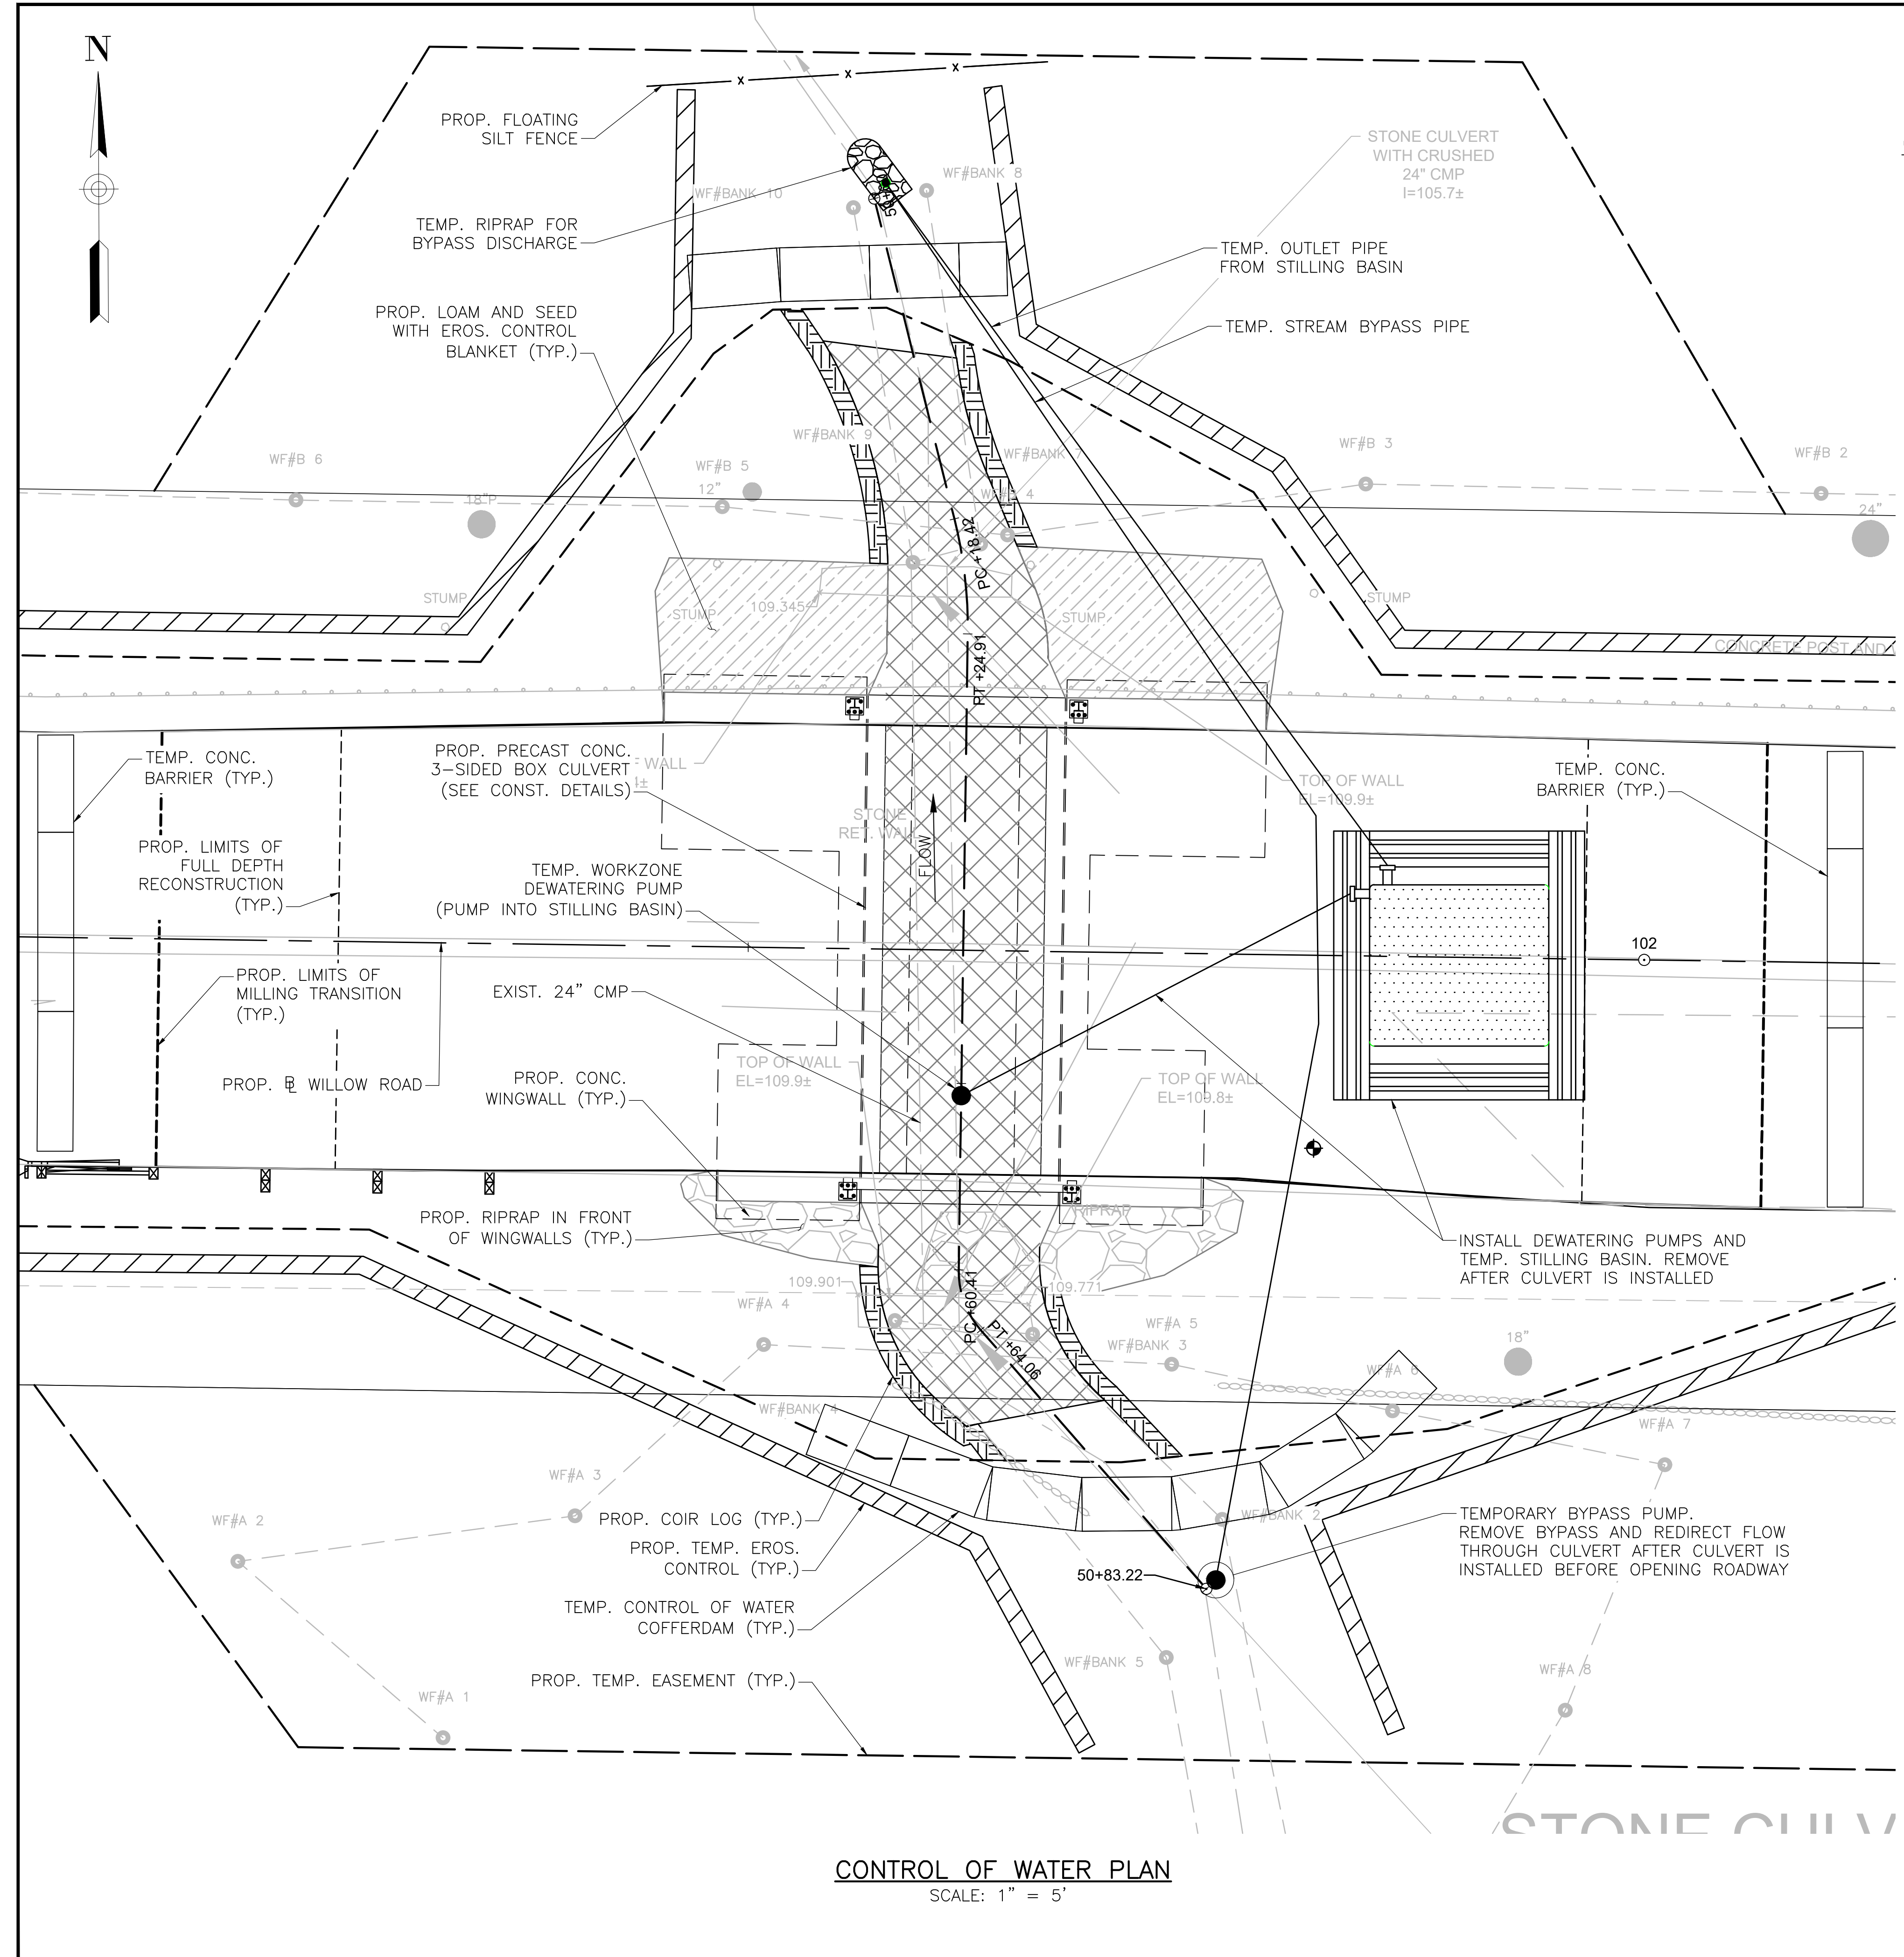 N
PROP. FLOATING
SILT FENCE
STONE CULVERT
WITH CRUSHED
24" CMP
I=105.7±
WF#BANK 10
WF#BANK 8
TEMP. RIPRAP FOR
BYPASS DISCHARGE
TEMP. OUTLET PIPE
FROM STILLING BASIN
PROP. LOAM AND SEED
WITH EROS. CONTROL
BLANKET (TYP.)
TEMP. STREAM BYPASS PIPE
WF#BANK 9
WF#BANK 7
WF#B 6
WF#B 5
WF#B 3
WF#B 2
18"P
12"
24"
PC +18.42
STUMP
STUMP
109.345
STUMP
STUMP
PT +24.91
CONCRETE POST AND
TEMP. CONC.
BARRIER (TYP.)
PROP. PRECAST CONC.
3-SIDED BOX CULVERT
(SEE CONST. DETAILS)
WALL
TOP OF WALL
EL=109.9±
TEMP. CONC.
BARRIER (TYP.)
STONE
RET. WALL
FLOW
PROP. LIMITS OF
FULL DEPTH
RECONSTRUCTION
(TYP.)
TEMP. WORKZONE
DEWATERING PUMP
(PUMP INTO STILLING BASIN)
102
PROP. LIMITS OF
MILLING TRANSITION
(TYP.)
EXIST. 24" CMP
PROP. ℄ WILLOW ROAD
TOP OF WALL
EL=109.9±
PROP. CONC.
WINGWALL (TYP.)
TOP OF WALL
EL=109.8±
RIPRAP
PROP. RIPRAP IN FRONT
OF WINGWALLS (TYP.)
INSTALL DEWATERING PUMPS AND
TEMP. STILLING BASIN. REMOVE
AFTER CULVERT IS INSTALLED
109.901
109.771
PC +60.41
PT +64.06
WF#A 4
WF#A 5
WF#BANK 3
18"
WF#A 6
WF#BANK 4
WF#A 7
WF#A 3
WF#A 2
WF#BANK 2
PROP. COIR LOG (TYP.)
PROP. TEMP. EROS.
CONTROL (TYP.)
TEMPORARY BYPASS PUMP.
REMOVE BYPASS AND REDIRECT FLOW
THROUGH CULVERT AFTER CULVERT IS
INSTALLED BEFORE OPENING ROADWAY
50+83.22
TEMP. CONTROL OF WATER
COFFERDAM (TYP.)
WF#BANK 5
WF#A 8
PROP. TEMP. EASEMENT (TYP.)
WF#A 1
STONE CULV
CONTROL OF WATER PLAN
SCALE: 1" = 5'